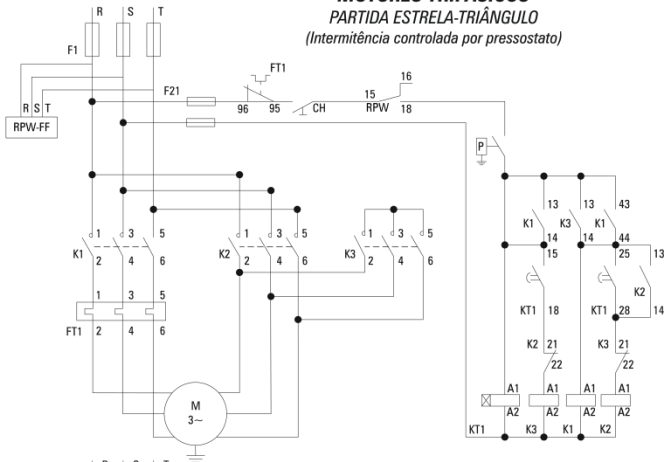 MOTORES TRIFÁSICOS
PARTIDA ESTRELA-TRIÂNGULO
(Intermitência controlada por pressostato)
R S T
F1
FT1
F21
16
15
96 95 CH RPW 18
R S T
RPW-FF
P
13 13 43
K1 K3 K1
14 14 44
15 25 13
K2
KT1 18 KT1 28 14
K2 21 K3 21
22 22
A1 A1 A1 A1
A2 A2 A2 A2
KT1 K3 K1 K2
1 3 5 1 3 5 1 3 5
K1 K2 K3
2 4 6 2 4 6 2 4 6
1 3 5
FT1 2 4 6
M
3~
R S T